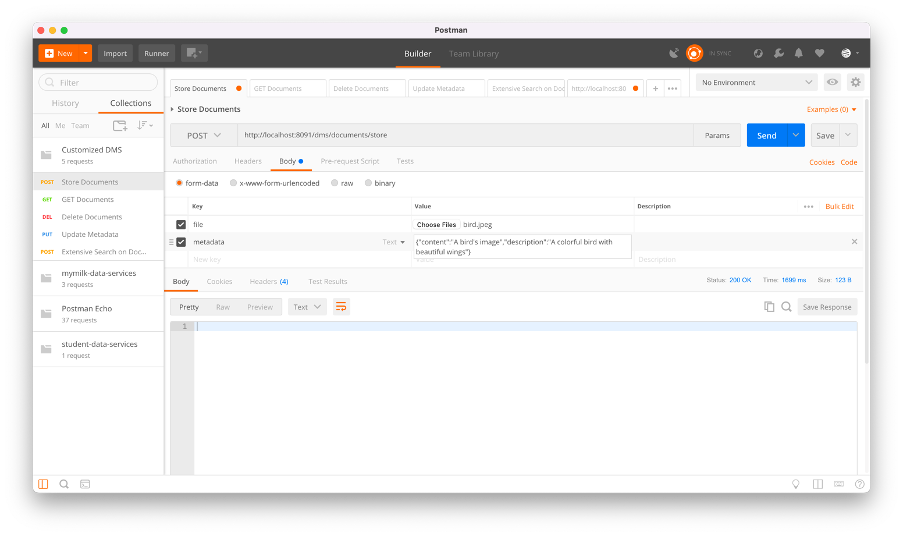 Postman
New
Import
Runner
Builder
Team Library
IN SYNC
Filter
History
Collections
All Me Team
Customized DMS
5 requests
POST Store Documents
GET GET Documents
DEL Delete Documents
PUT Update Metadata
POST Extensive Search on Doc...
mymilk-data-services
3 requests
Postman Echo
37 requests
student-data-services
1 request
Store Documents
GET Documents
Delete Documents
Update Metadata
Extensive Search on Doc
http://localhost:80
+
•••
No Environment
Store Documents
Examples (0)
POST
http://localhost:8091/dms/documents/store
Params
Send
Save
Authorization
Headers
Body
Pre-request Script
Tests
Cookies
Code
form-data
x-www-form-urlencoded
raw
binary
Key
Value
Description
•••
Bulk Edit
file
Choose Files bird.jpeg
metadata
Text
{"content":"A bird's image","description":"A colorful bird with
beautiful wings"}
New key
Description
Body
Cookies
Headers (4)
Test Results
Status: 200 OK
Time: 1699 ms
Size: 123 B
Pretty
Raw
Preview
Text
Save Response
1